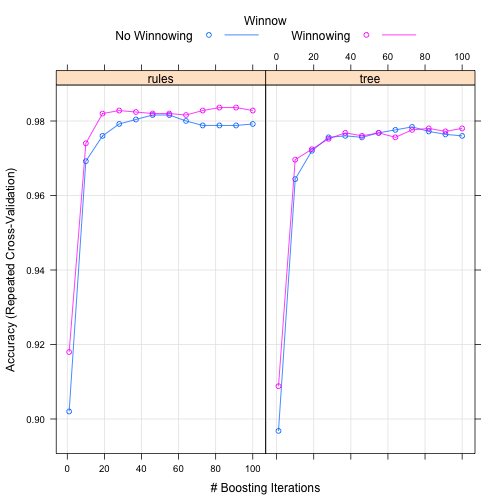 Winnow
No Winnowing Winnowing
0 20 40 60 80 100
rules tree
0.98
0.96
0.94
0.92
0.90
Accuracy (Repeated Cross-Validation)
0 20 40 60 80 100
# Boosting Iterations